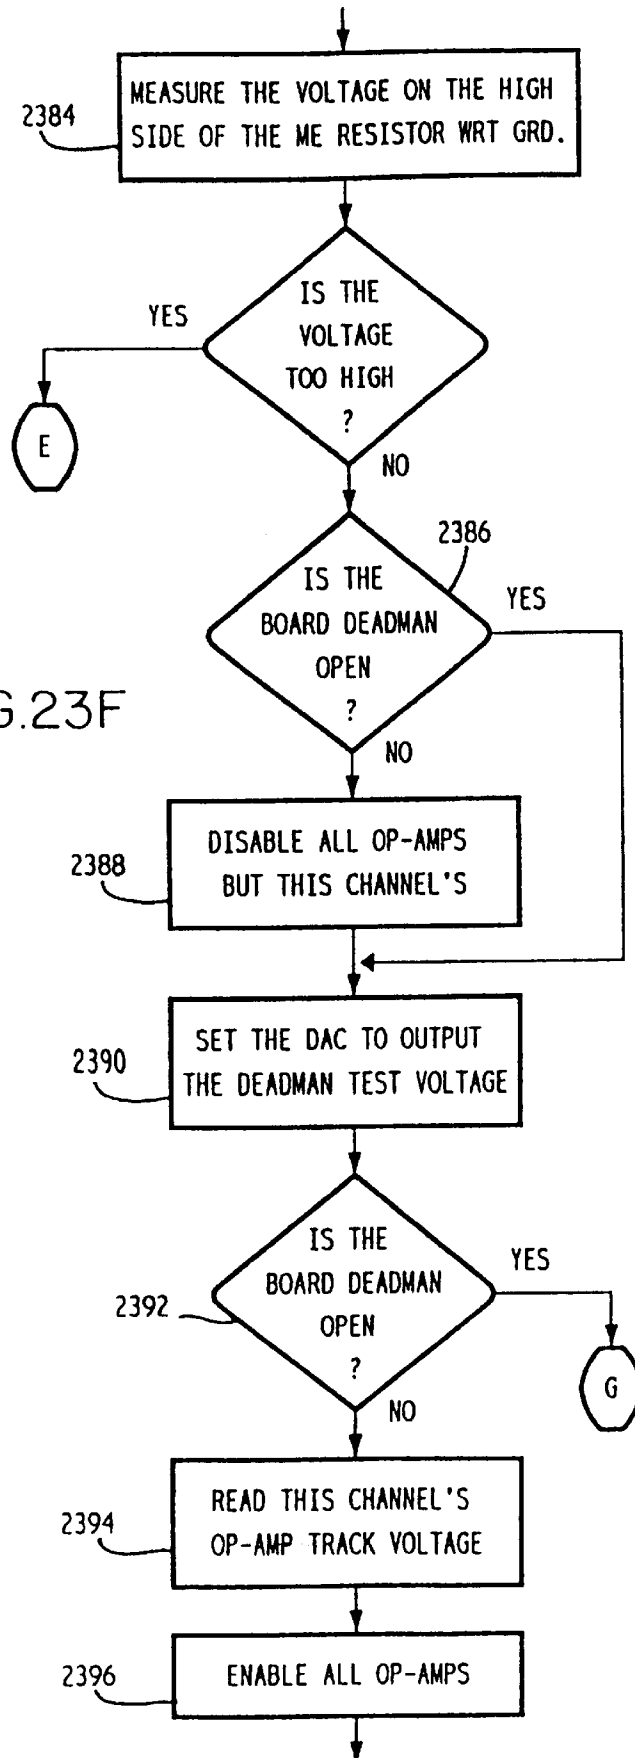 2384
MEASURE THE VOLTAGE ON THE HIGH
SIDE OF THE ME RESISTOR WRT GRD.
IS THE
VOLTAGE
TOO HIGH
?
YES
E
NO
2386
IS THE
BOARD DEADMAN
OPEN
?
YES
G.23F
NO
2388
DISABLE ALL OP-AMPS
BUT THIS CHANNEL'S
2390
SET THE DAC TO OUTPUT
THE DEADMAN TEST VOLTAGE
2392
IS THE
BOARD DEADMAN
OPEN
?
YES
G
NO
2394
READ THIS CHANNEL'S
OP-AMP TRACK VOLTAGE
2396
ENABLE ALL OP-AMPS